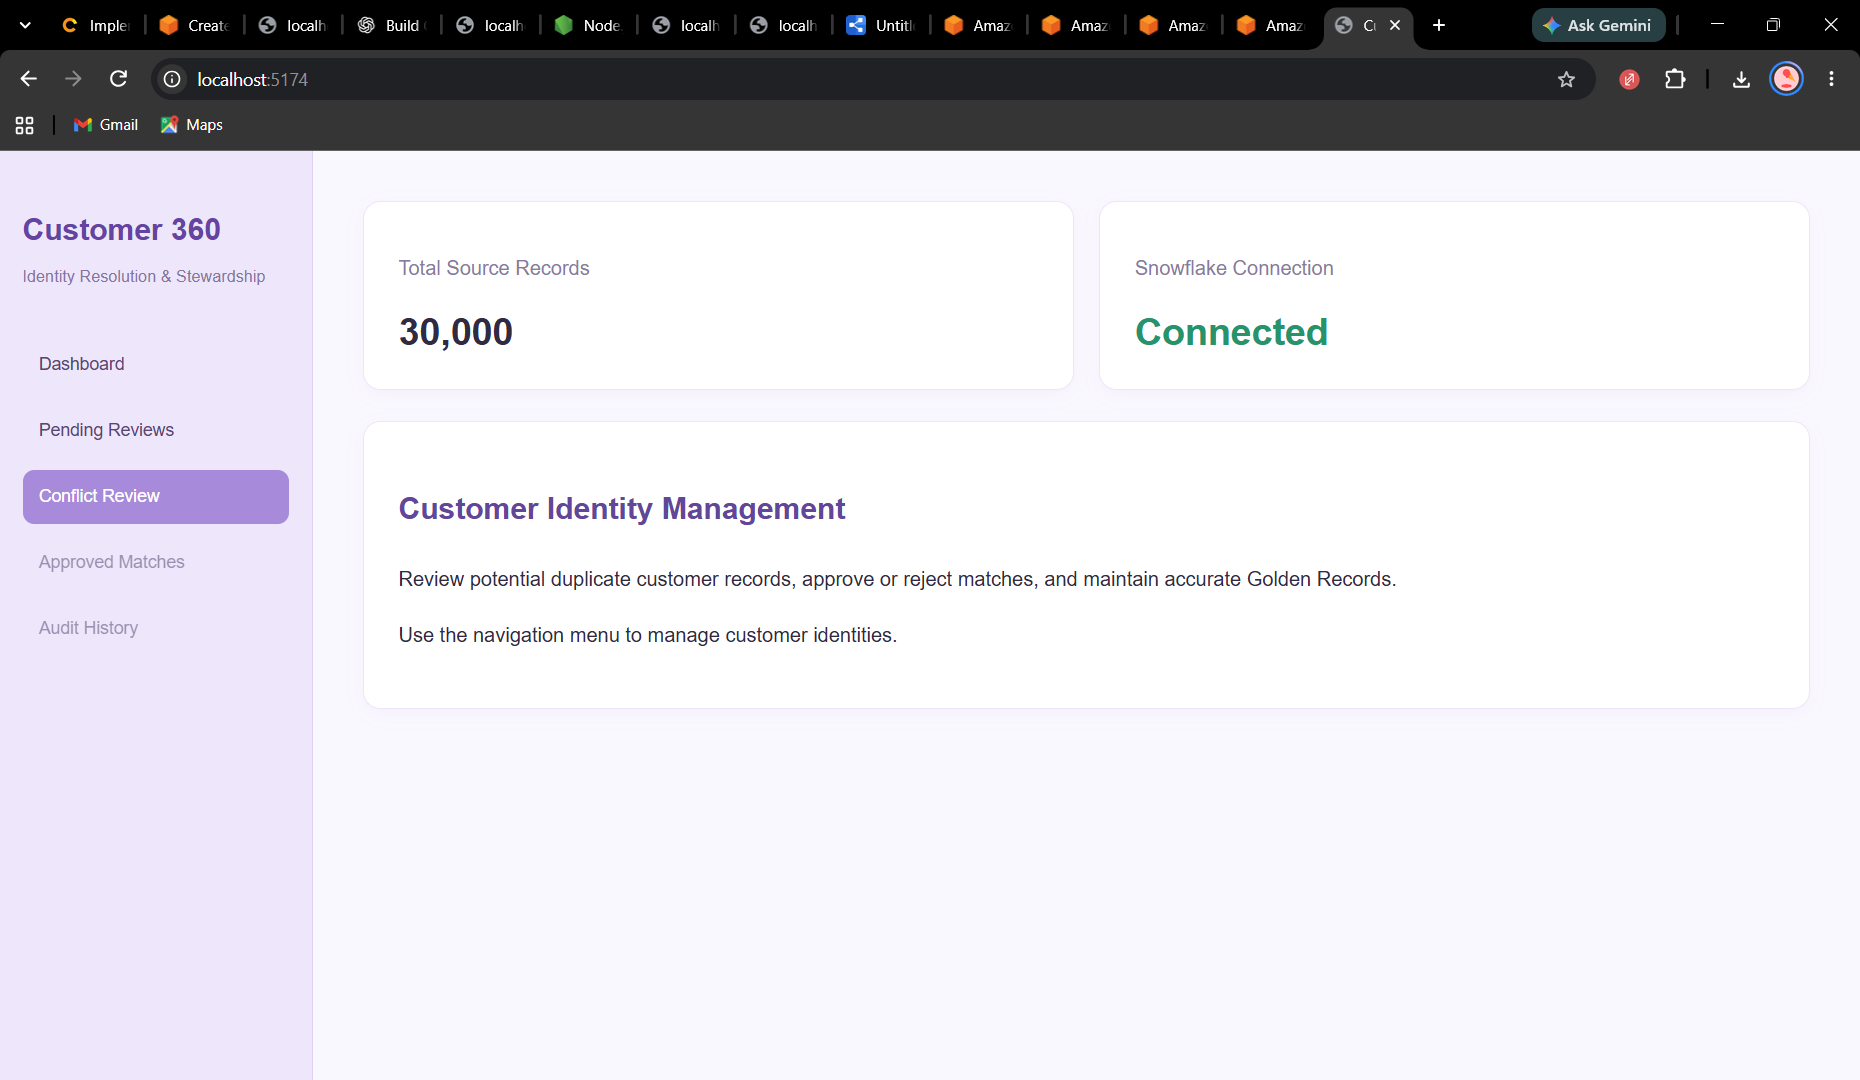 Imple
Create
localh
Build
localh
Node.
localh
localh
Untitl
Amaz
Amaz
Amaz
Amaz
Ask Gemini
localhost:5174
Gmail
Maps
Customer 360
Identity Resolution & Stewardship
Dashboard
Pending Reviews
Conflict Review
Approved Matches
Audit History
Total Source Records
30,000
Snowflake Connection
Connected
Customer Identity Management
Review potential duplicate customer records, approve or reject matches, and maintain accurate Golden Records.
Use the navigation menu to manage customer identities.